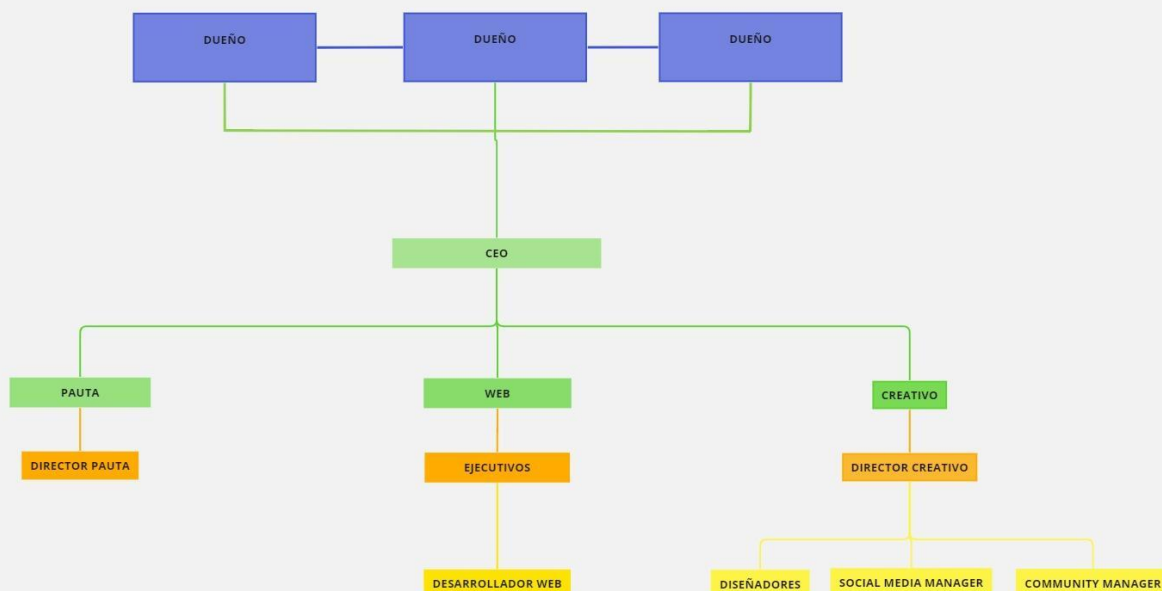 DUEÑO
DUEÑO
DUEÑO
CEO
PAUTA
WEB
CREATIVO
DIRECTOR PAUTA
EJECUTIVOS
DIRECTOR CREATIVO
DESARROLLADOR WEB
DISEÑADORES
SOCIAL MEDIA MANAGER
COMMUNITY MANAGER